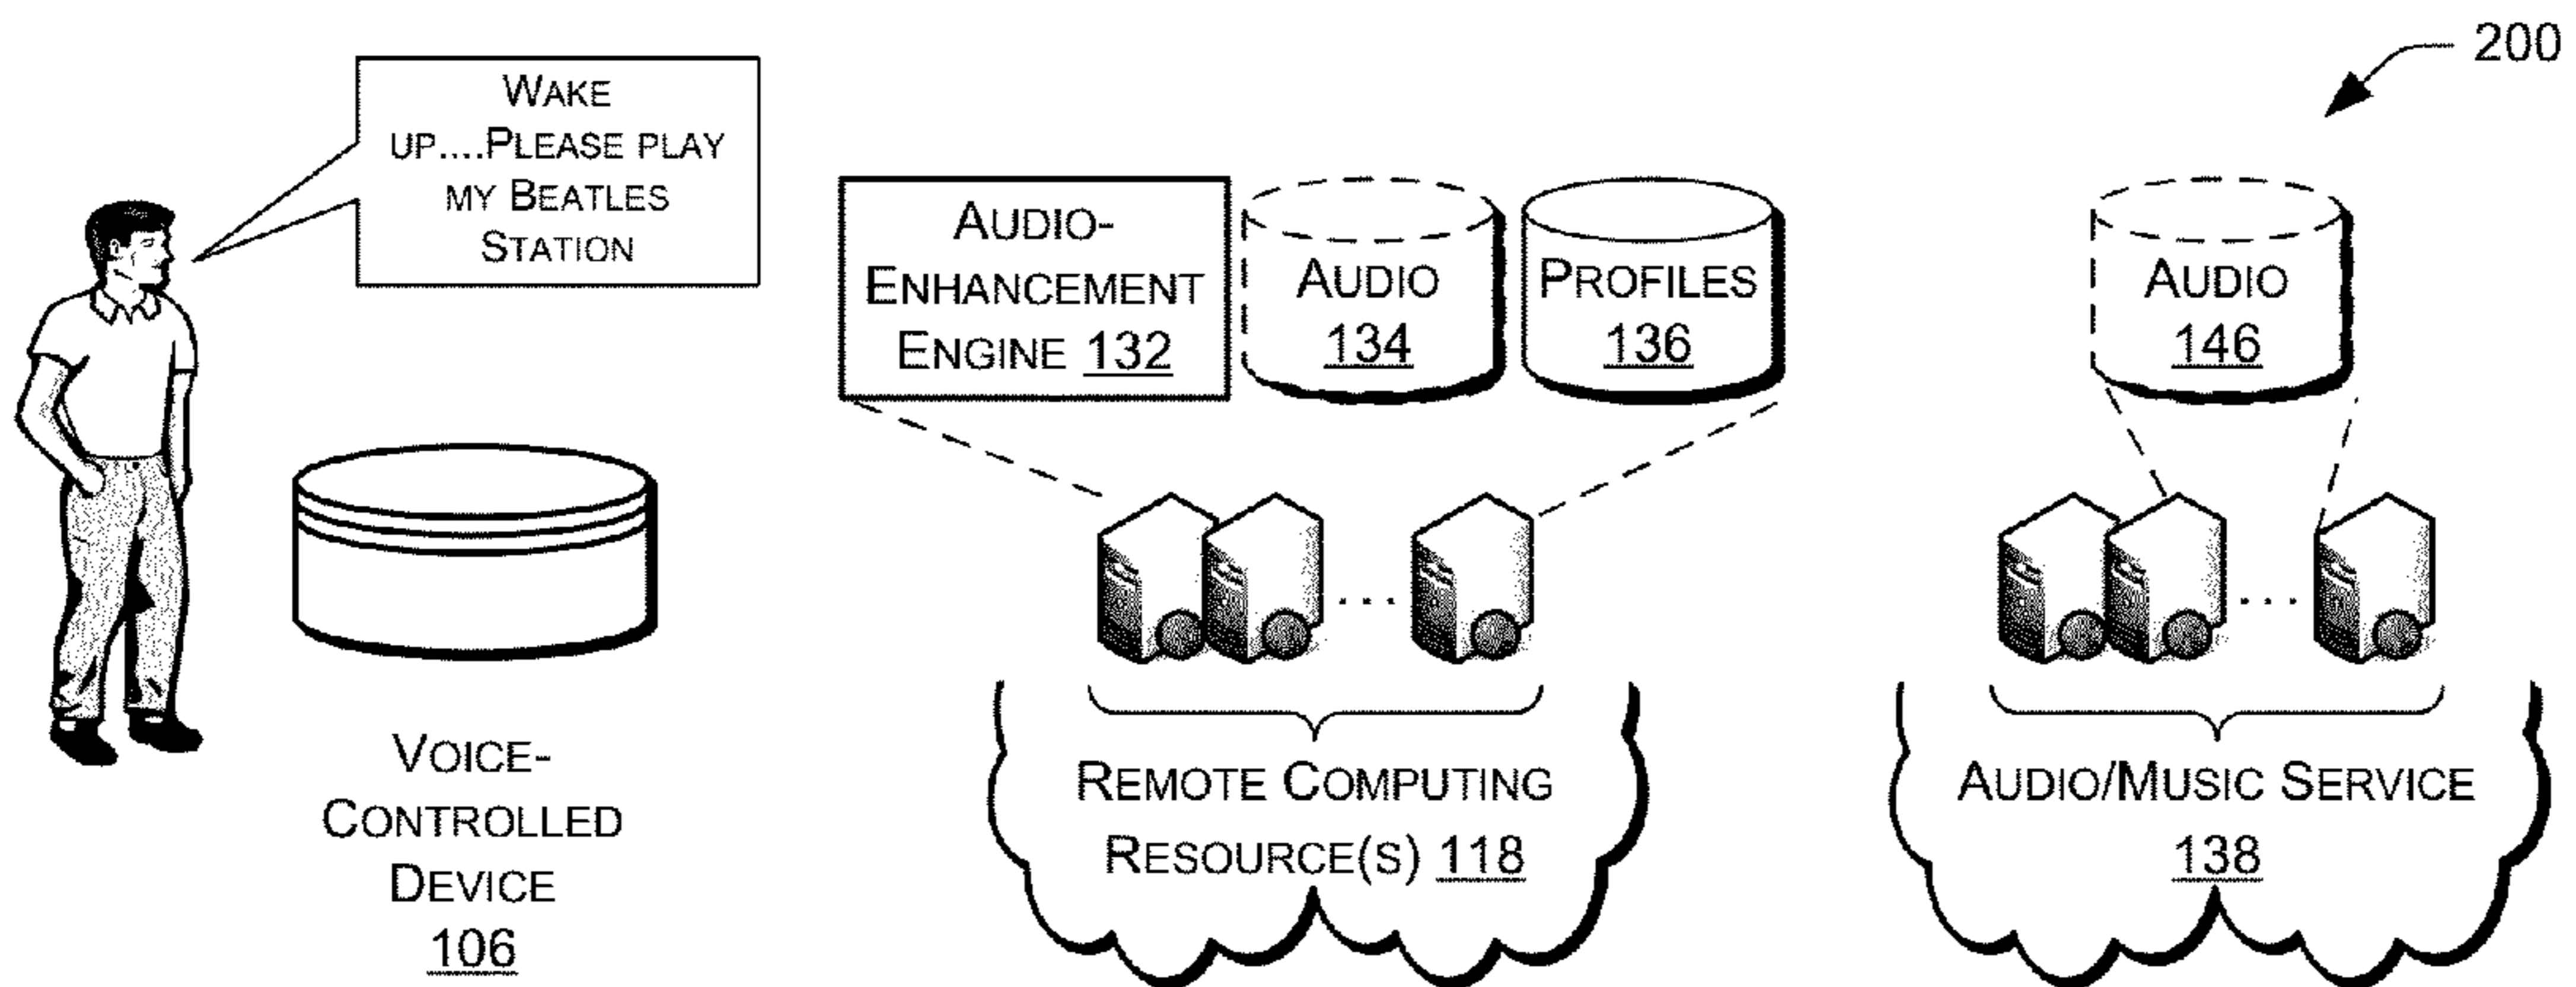 200
WAKE
UP....PLEASE PLAY
MY BEATLES
STATION
AUDIO-
ENHANCEMENT
ENGINE 132
AUDIO
134
PROFILES
136
AUDIO
146
VOICE-
CONTROLLED
DEVICE
106
REMOTE COMPUTING
RESOURCE(S) 118
AUDIO/MUSIC SERVICE
138